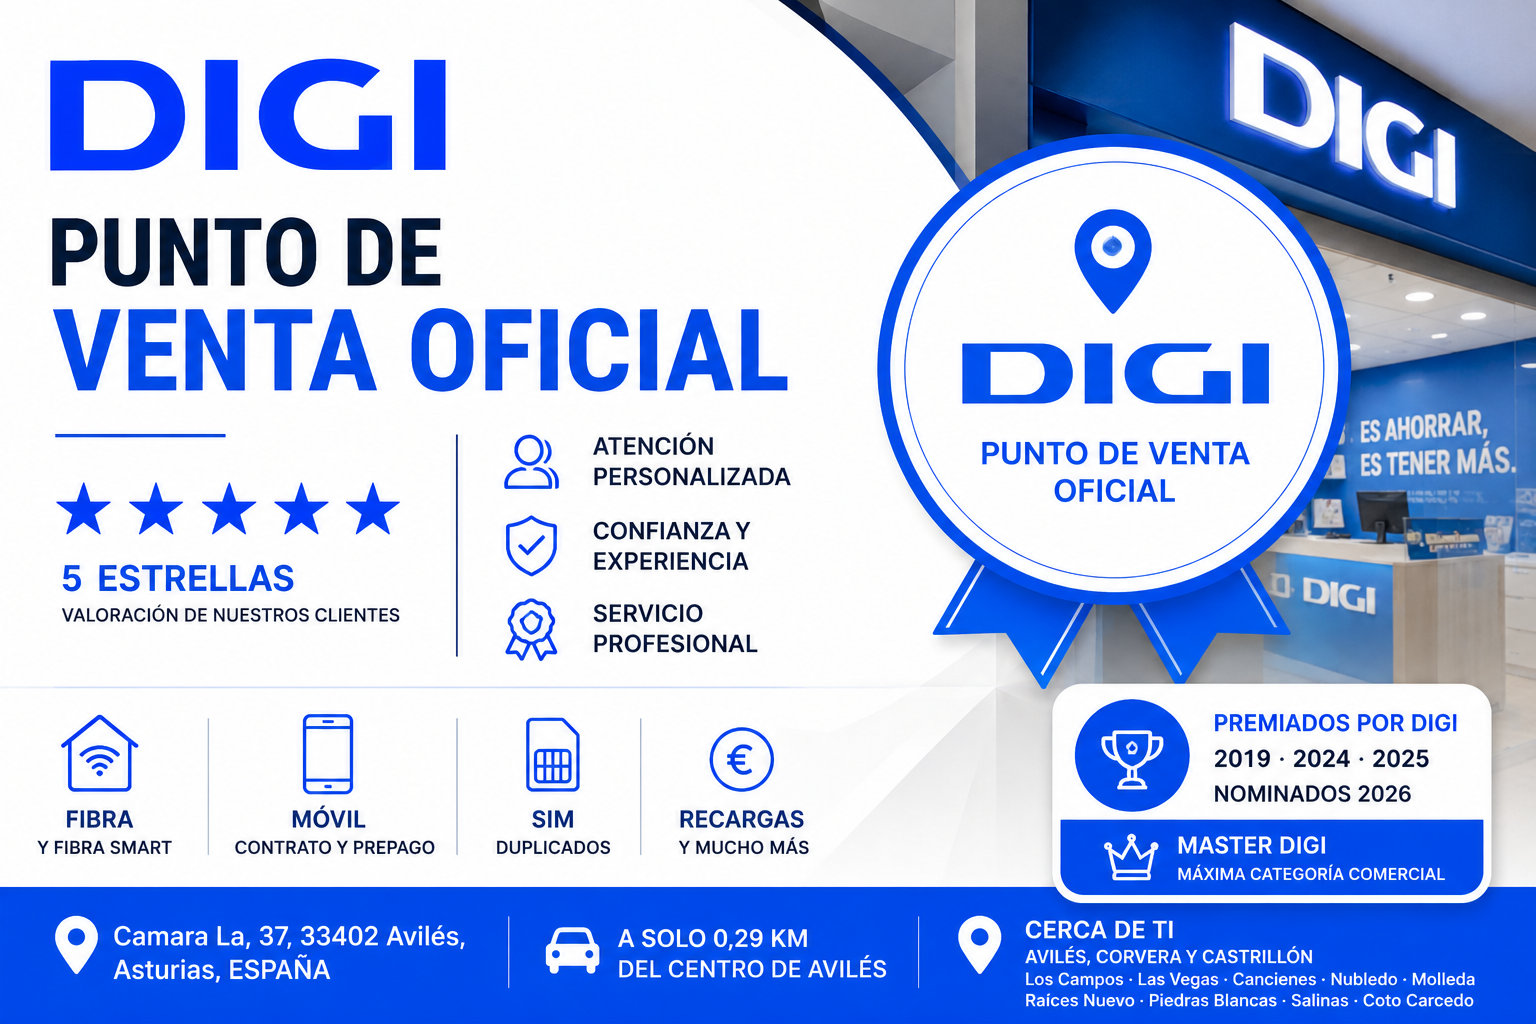 DIGI
PUNTO DE
VENTA OFICIAL
5 ESTRELLAS
VALORACIÓN DE NUESTROS CLIENTES
ATENCIÓN
PERSONALIZADA
CONFIANZA Y
EXPERIENCIA
SERVICIO
PROFESIONAL
FIBRA
Y FIBRA SMART
MÓVIL
CONTRATO Y PREPAGO
SIM
DUPLICADOS
€
RECARGAS
Y MUCHO MÁS
DIGI
DIGI
PUNTO DE VENTA
OFICIAL
ES AHORRAR,
ES TENER MÁS.
DIGI
PREMIADOS POR DIGI
2019 · 2024 · 2025
NOMINADOS 2026
MASTER DIGI
MÁXIMA CATEGORÍA COMERCIAL
Camara La, 37, 33402 Avilés,
Asturias, ESPAÑA
A SOLO 0,29 KM
DEL CENTRO DE AVILÉS
CERCA DE TI
AVILÉS, CORVERA Y CASTRILLÓN
Los Campos · Las Vegas · Cancienes · Nubledo · Molleda
Raíces Nuevo · Piedras Blancas · Salinas · Coto Carcedo